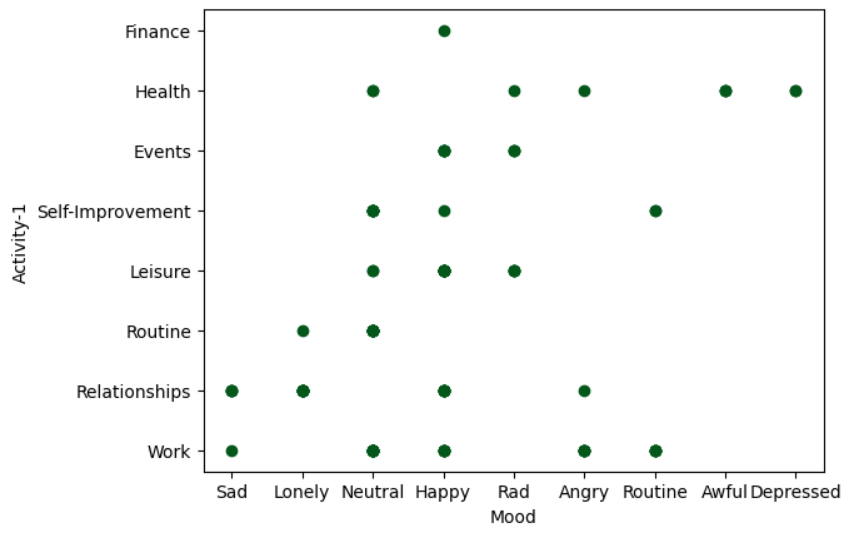 Finance
Health
Events
Self-Improvement
Leisure
Routine
Relationships
Work
Activity-1
Sad Lonely Neutral Happy Rad Angry Routine Awful Depressed
Mood